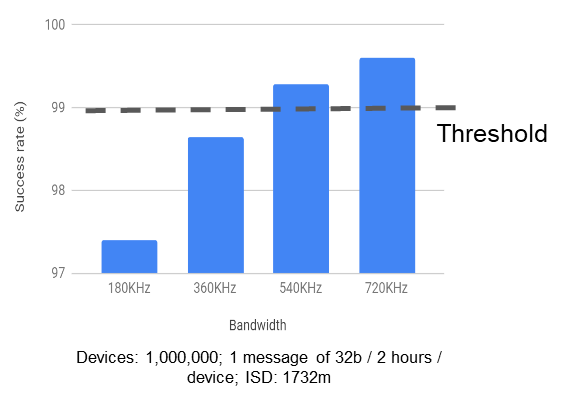 100
99
98
97
Success rate (%)
Threshold
180KHz 360KHz 540KHz 720KHz
Bandwidth
Devices: 1,000,000; 1 message of 32b / 2 hours /
device; ISD: 1732m